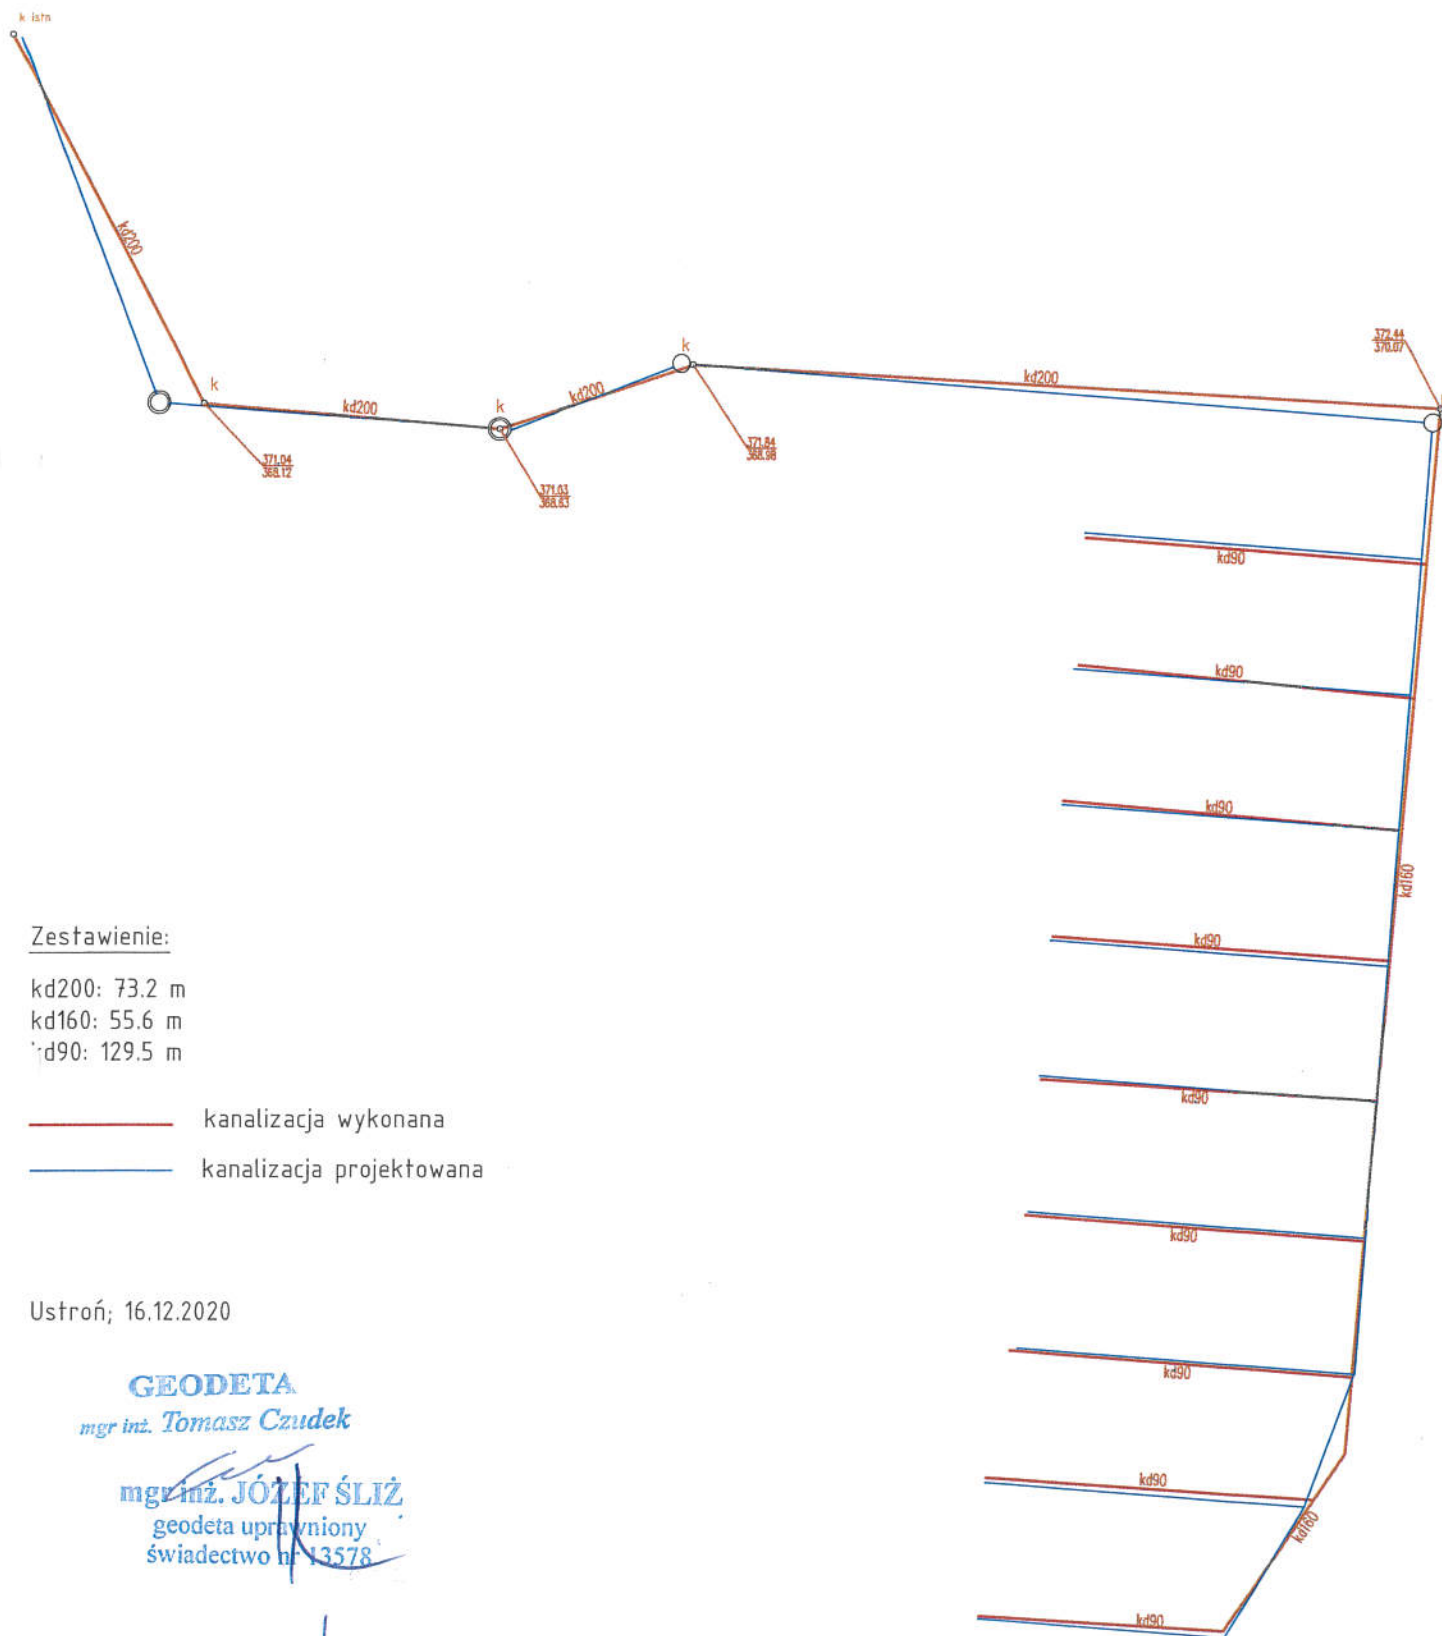 k istn
kd200
k
kd200
371.04
368.12
k
371.03
368.63
kd200
k
371.84
368.98
kd200
372.44
370.07
kd90
kd90
kd90
kd160
kd90
kd90
kd90
kd90
kd90
kd160
kd90
Zestawienie:
kd200: 73.2 m
kd160: 55.6 m
kd90: 129.5 m
kanalizacja wykonana
kanalizacja projektowana
Ustroń; 16.12.2020
GEODETA
mgr inż. Tomasz Czudek
mgr inż. JÓZEF ŚLIŻ
geodeta uprawniony
świadectwo nr 13578